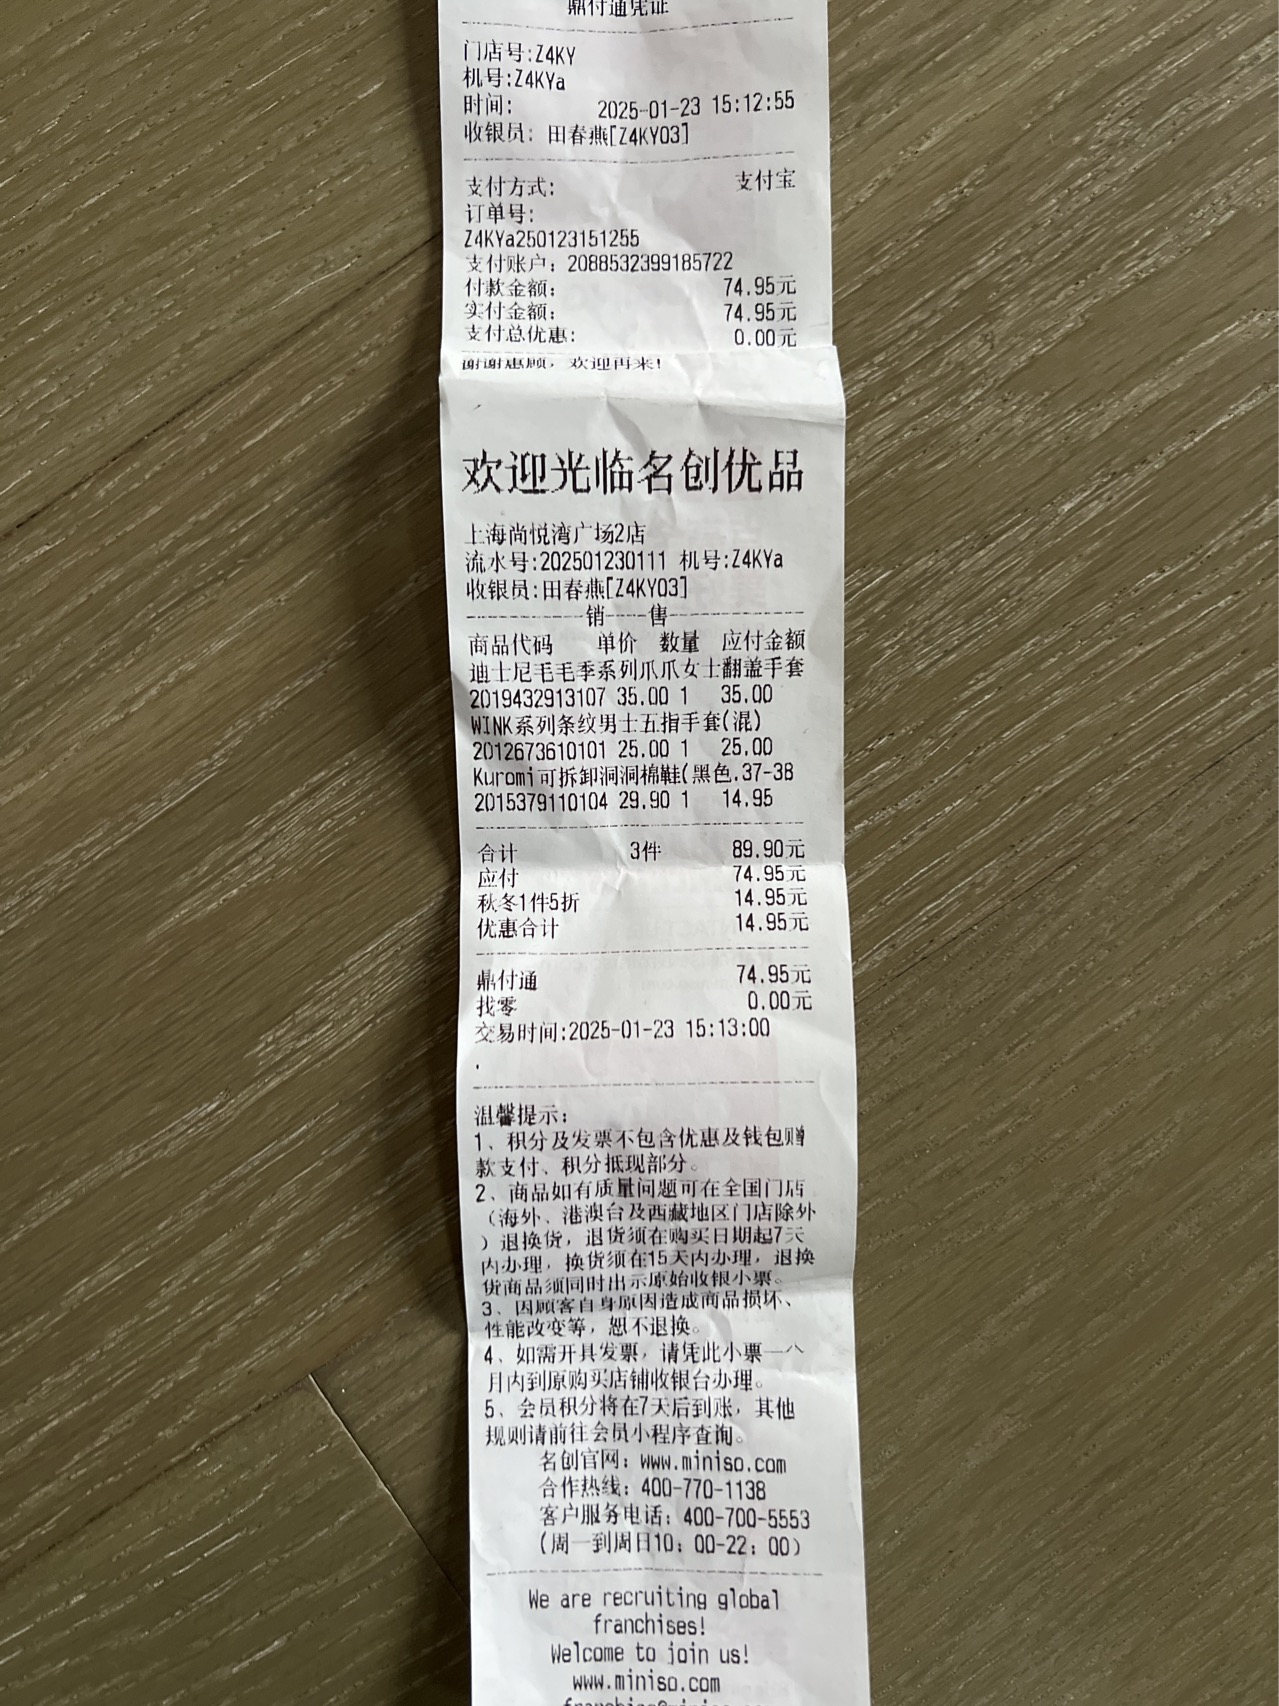 鼎付通凭证
门店号:Z4KY
机号:Z4KYa
时间: 2025-01-23 15:12:55
收银员: 田春燕[Z4KY03]
支付方式: 支付宝
订单号:
Z4KYa250123151255
支付账户: 2088532399185722
付款金额: 74.95元
实付金额: 74.95元
支付总优惠: 0.00元
谢谢惠顾，欢迎再来!
欢迎光临名创优品
上海尚悦湾广场2店
流水号:202501230111 机号:Z4KYa
收银员:田春燕[Z4KY03]
销----售
商品代码 单价 数量 应付金额
迪士尼毛毛季系列爪爪女士翻盖手套
2019432913107 35.00 1 35.00
WINK系列条纹男士五指手套(混)
2012673610101 25.00 1 25.00
Kuromi可拆卸洞洞棉鞋(黑色.37-38
2015379110104 29.90 1 14.95
合计 3件 89.90元
应付 74.95元
秋冬1件5折 14.95元
优惠合计 14.95元
鼎付通 74.95元
找零 0.00元
交易时间:2025-01-23 15:13:00
温馨提示:
1、积分及发票不包含优惠及钱包赠
款支付、积分抵现部分。
2、商品如有质量问题可在全国门店
（海外、港澳台及西藏地区门店除外
）退换货，退货须在购买日期起7天
内办理，换货须在15天内办理，退换
货商品须同时出示原始收银小票。
3、因顾客自身原因造成商品损坏、
性能改变等，恕不退换。
4、如需开具发票，请凭此小票一个
月内到原购买店铺收银台办理。
5、会员积分将在7天后到账，其他
规则请前往会员小程序查询。
名创官网: www.miniso.com
合作热线: 400-770-1138
客户服务电话: 400-700-5553
(周一到周日10: 00-22: 00)
We are recruiting global
franchises!
Welcome to join us!
www.miniso.com